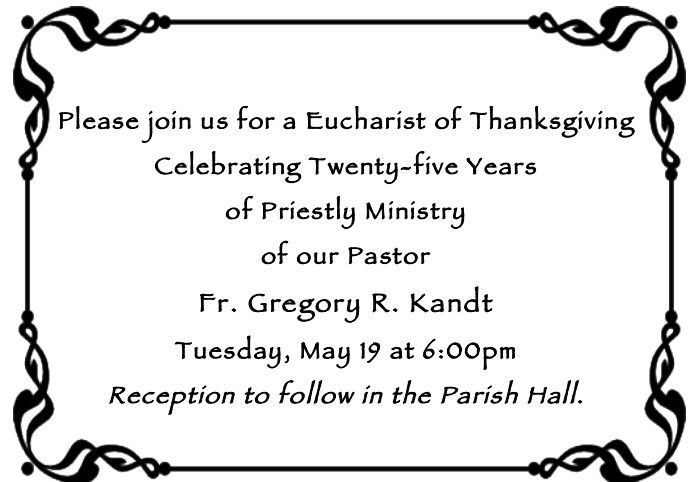 Please join us for a Eucharist of Thanksgiving
Celebrating Twenty-five Years
of Priestly Ministry
of our Pastor
Fr. Gregory R. Kandt
Tuesday, May 19 at 6:00pm
Reception to follow in the Parish Hall.